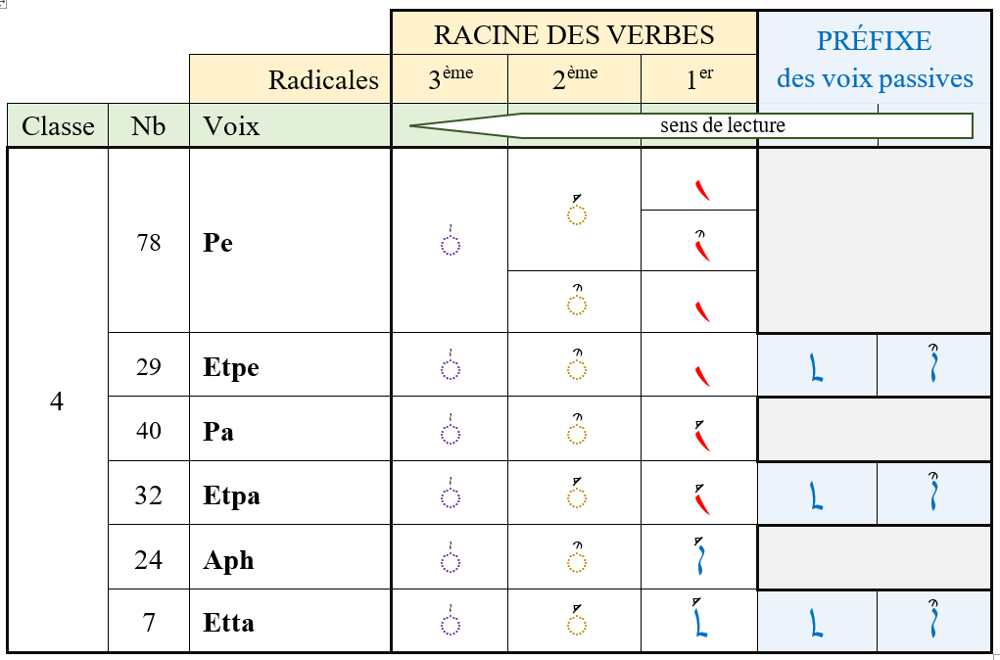 RACINE DES VERBES
PRÉFIXE
des voix passives
Radicales
3ème
2ème
1er
Classe
Nb
Voix
sens de lecture
4
78
Pe
◌ܰ
ܢ
ܢܶ
◌ܶ
ܢ
29
Etpe
◌ܶ
ܢ
ܬ
ܐܶ
40
Pa
◌ܶ
ܢܰ
32
Etpa
◌ܰ
ܢܰ
ܬ
ܐܶ
24
Aph
◌ܶ
ܐܰ
7
Etta
◌ܰ
ܬܰ
ܬ
ܐܶ